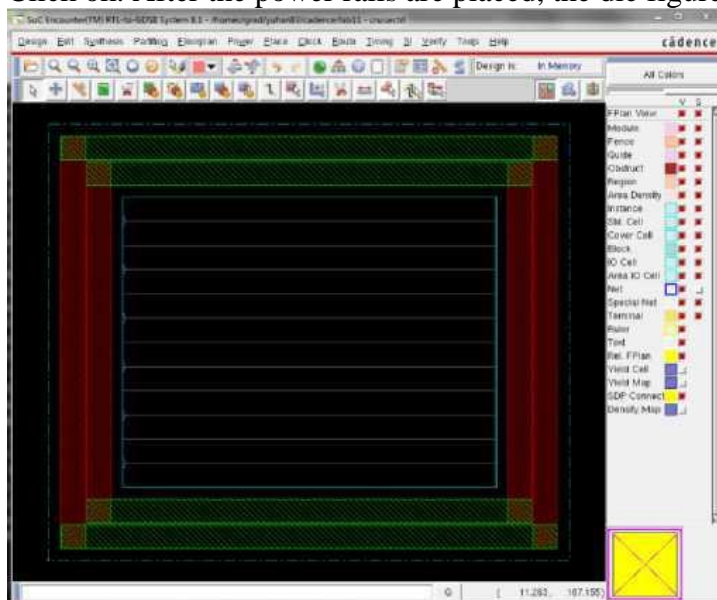 Click ok. After the power rails are placed, the die figure
SoC Encounter(TM) RTL-to-GDSII System 8.1 -
Design Edit Synthesis Partition Floorplan Power Place Clock Route Timing SI Verify Tools Help
cādence
Design is: In Memory
All Colors
V S
FPlan View
Module
Fence
Guide
Obstruct
Region
Area Density
Instance
Std. Cell
Cover Cell
Block
IO Cell
Area IO Cell
Net
Special Net
Terminal
Ruler
Text
Rel. FPlan
Yield Cell
Yield Map
SDP Connect
Density Map
Q ( 11.263, 187.155)